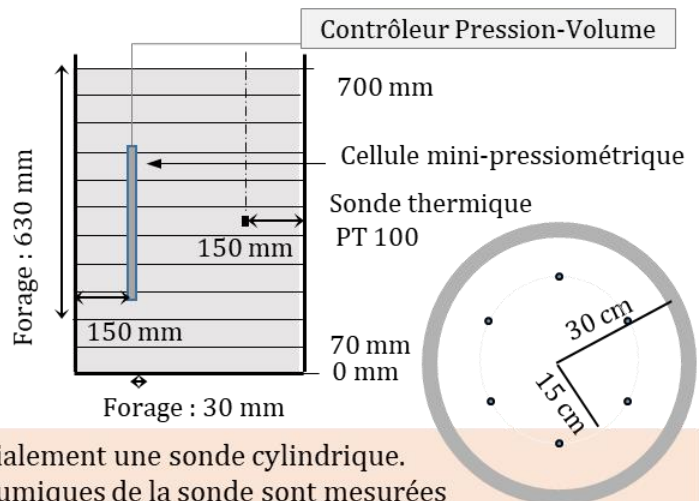 Contrôleur Pression-Volume
700 mm
Cellule mini-pressiométrique
Sonde thermique
PT 100
Forage : 630 mm
150 mm
150 mm
70 mm
0 mm
Forage : 30 mm
30 cm
15 cm
ialement une sonde cylindrique.
umiques de la sonde sont mesurées